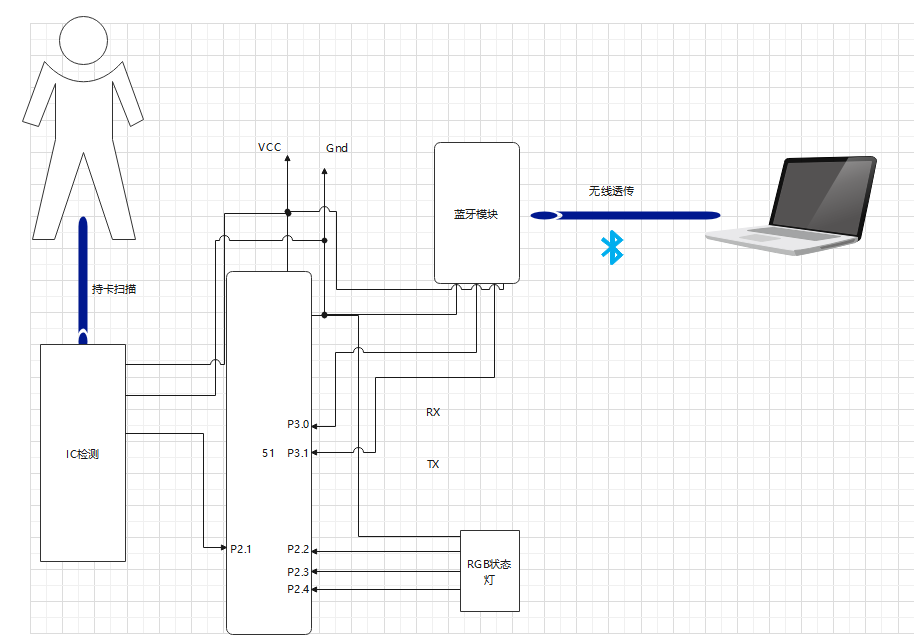 VCC
Gnd
无线透传
蓝牙模块
持卡扫描
RX
P3.0
IC检测
51
P3.1
TX
P2.1
P2.2
RGB状态
灯
P2.3
P2.4